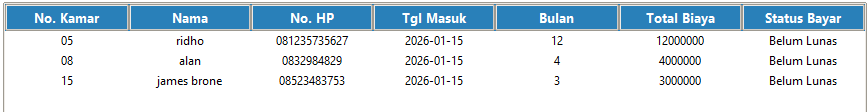 No. Kamar Nama No. HP Tgl Masuk Bulan Total Biaya Status Bayar
05 ridho 081235735627 2026-01-15 12 12000000 Belum Lunas
08 alan 0832984829 2026-01-15 4 4000000 Belum Lunas
15 james brone 08523483753 2026-01-15 3 3000000 Belum Lunas